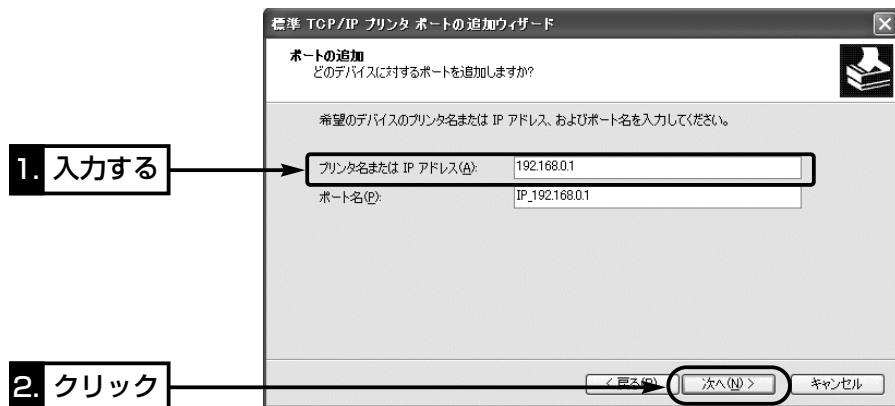 標準 TCP/IP プリンタ ポートの追加ウィザード
ポートの追加
どのデバイスに対するポートを追加しますか?
希望のデバイスのプリンタ名または IP アドレス、およびポート名を入力してください。
1. 入力する
プリンタ名または IP アドレス(A):
192.168.0.1
ポート名(P):
IP_192.168.0.1
2. クリック
< 戻る(B)
次へ(N) >
キャンセル